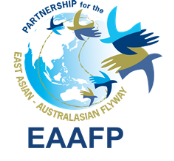 PARTNERSHIP for the
EAST ASIAN - AUSTRALASIAN FLYWAY
EAAFP